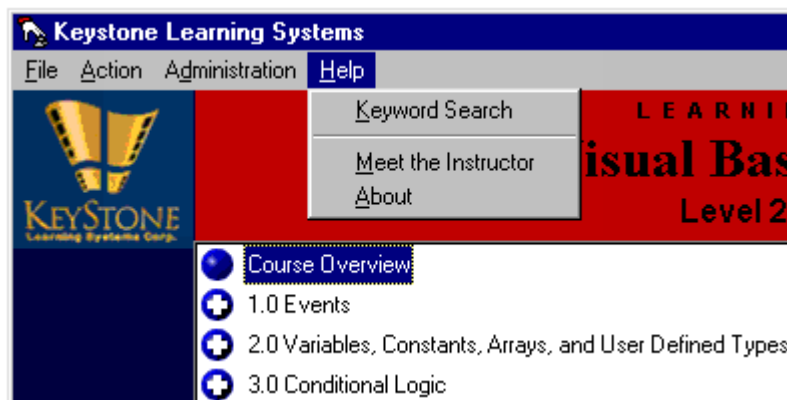 Keystone Learning Systems
File Action Administration Help
Keyword Search
Meet the Instructor
About
LEARNI
isual Bas
Level 2
KEYSTONE
Learning Systems Corp.
Course Overview
1.0 Events
2.0 Variables, Constants, Arrays, and User Defined Types
3.0 Conditional Logic